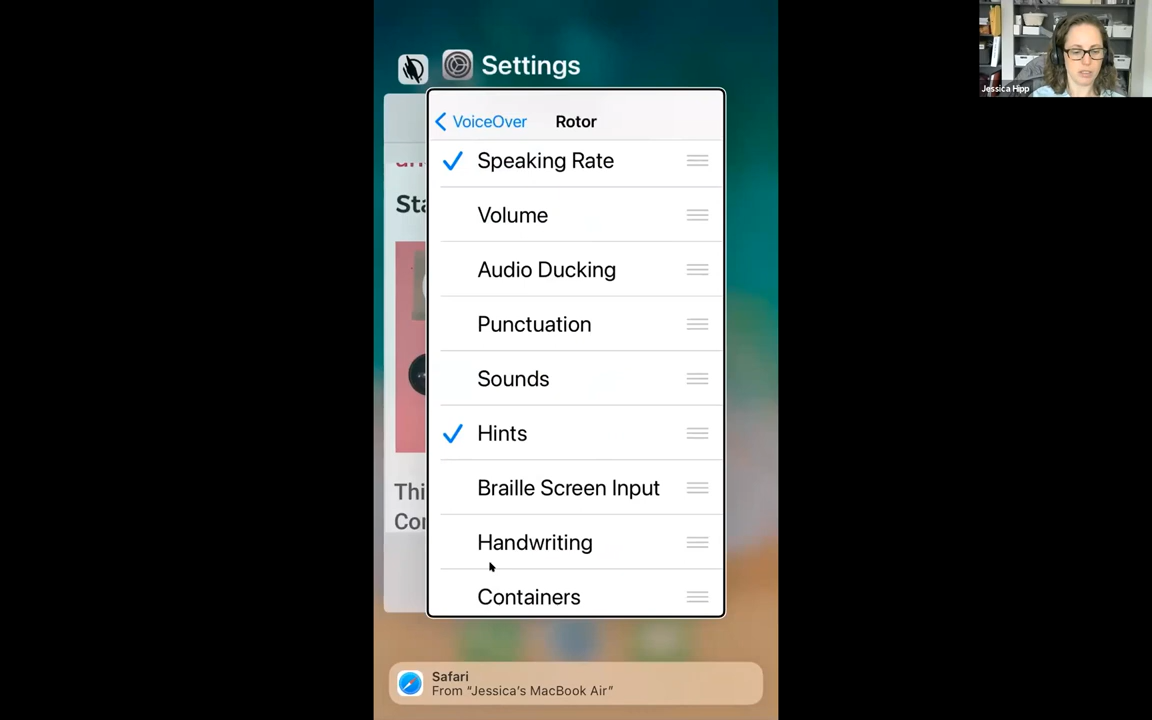 Jessica Hipp
Settings
VoiceOver
Rotor
Speaking Rate
Volume
Audio Ducking
Punctuation
Sounds
Hints
Braille Screen Input
Handwriting
Containers
Sta
Thi
Cor
Safari
From “Jessica’s MacBook Air”